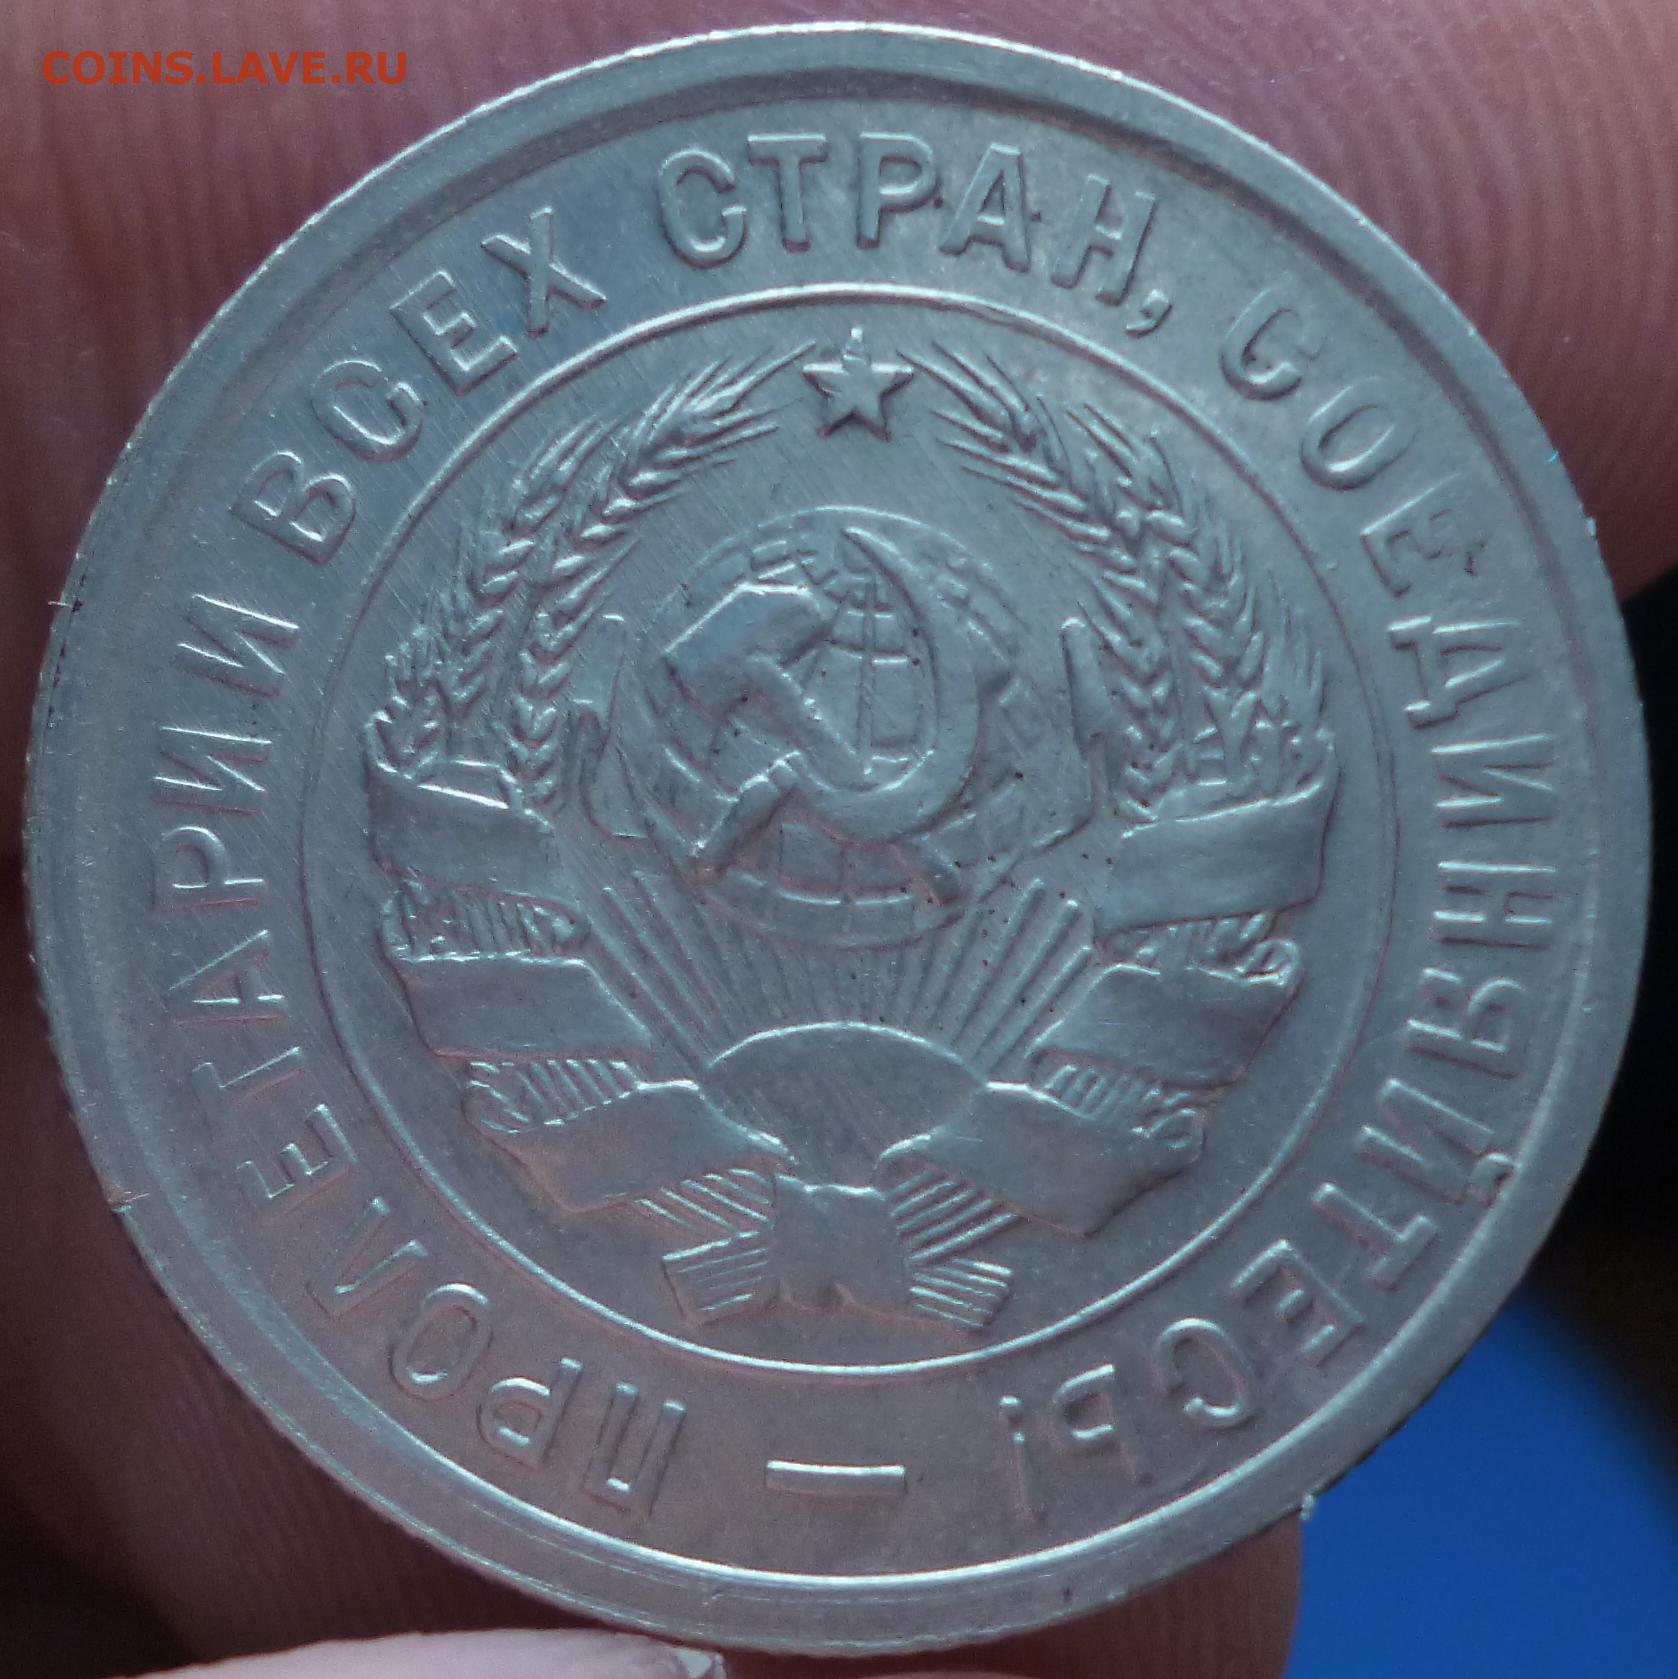 COINS.LAVE.RU
ПРОЛЕТАРИИ ВСЕХ СТРАН, СОЕДИНЯЙТЕСЬ! —